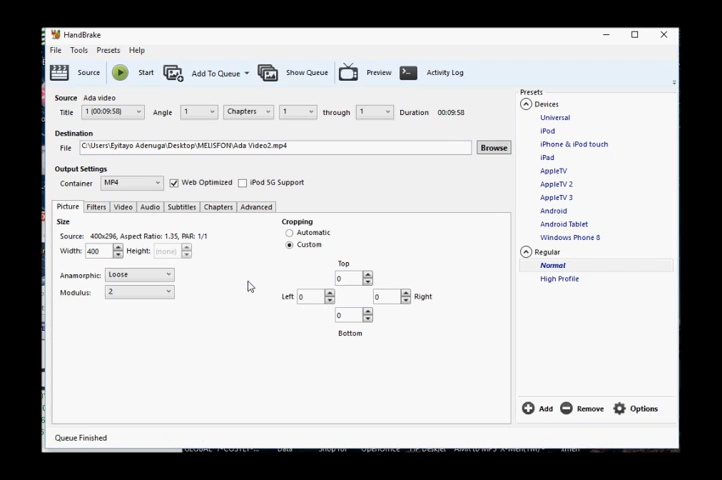 HandBrake
File Tools Presets Help
Source Start Add To Queue Show Queue Preview Activity Log
Source Ada video
Title 1 (00:09:58) Angle 1 Chapters 1 through 1 Duration 00:09:58
Destination
File C:\Users\Eyitayo Adenuga\Desktop\MELISFON\Ada Video2.mp4 Browse
Output Settings
Container MP4 Web Optimized iPod 5G Support
Picture Filters Video Audio Subtitles Chapters Advanced
Size
Source: 400x296, Aspect Ratio: 1.35, PAR: 1/1
Width: 400 Height: (none)
Anamorphic: Loose
Modulus: 2
Cropping
Automatic
Custom
Top
0
Left 0 0 Right
0
Bottom
Presets
Devices
Universal
iPod
iPhone & iPod touch
iPad
AppleTV
AppleTV 2
AppleTV 3
Android
Android Tablet
Windows Phone 8
Regular
Normal
High Profile
Add Remove Options
Queue Finished